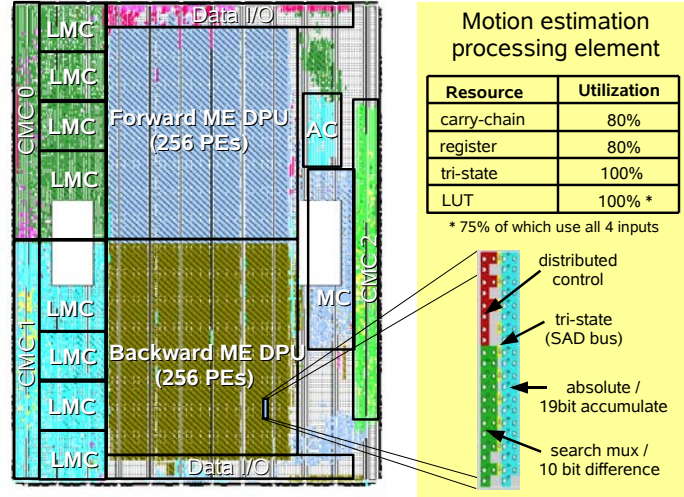 Data I/O
CMC 0
LMC
LMC
LMC
LMC
Forward ME DPU
(256 PEs)
AC
CMC 2
MC
CMC 1
LMC
LMC
LMC
LMC
Backward ME DPU
(256 PEs)
Data I/O
Motion estimation
processing element
Resource Utilization
carry-chain 80%
register 80%
tri-state 100%
LUT 100% *
* 75% of which use all 4 inputs
distributed
control
tri-state
(SAD bus)
absolute /
19bit accumulate
search mux /
10 bit difference